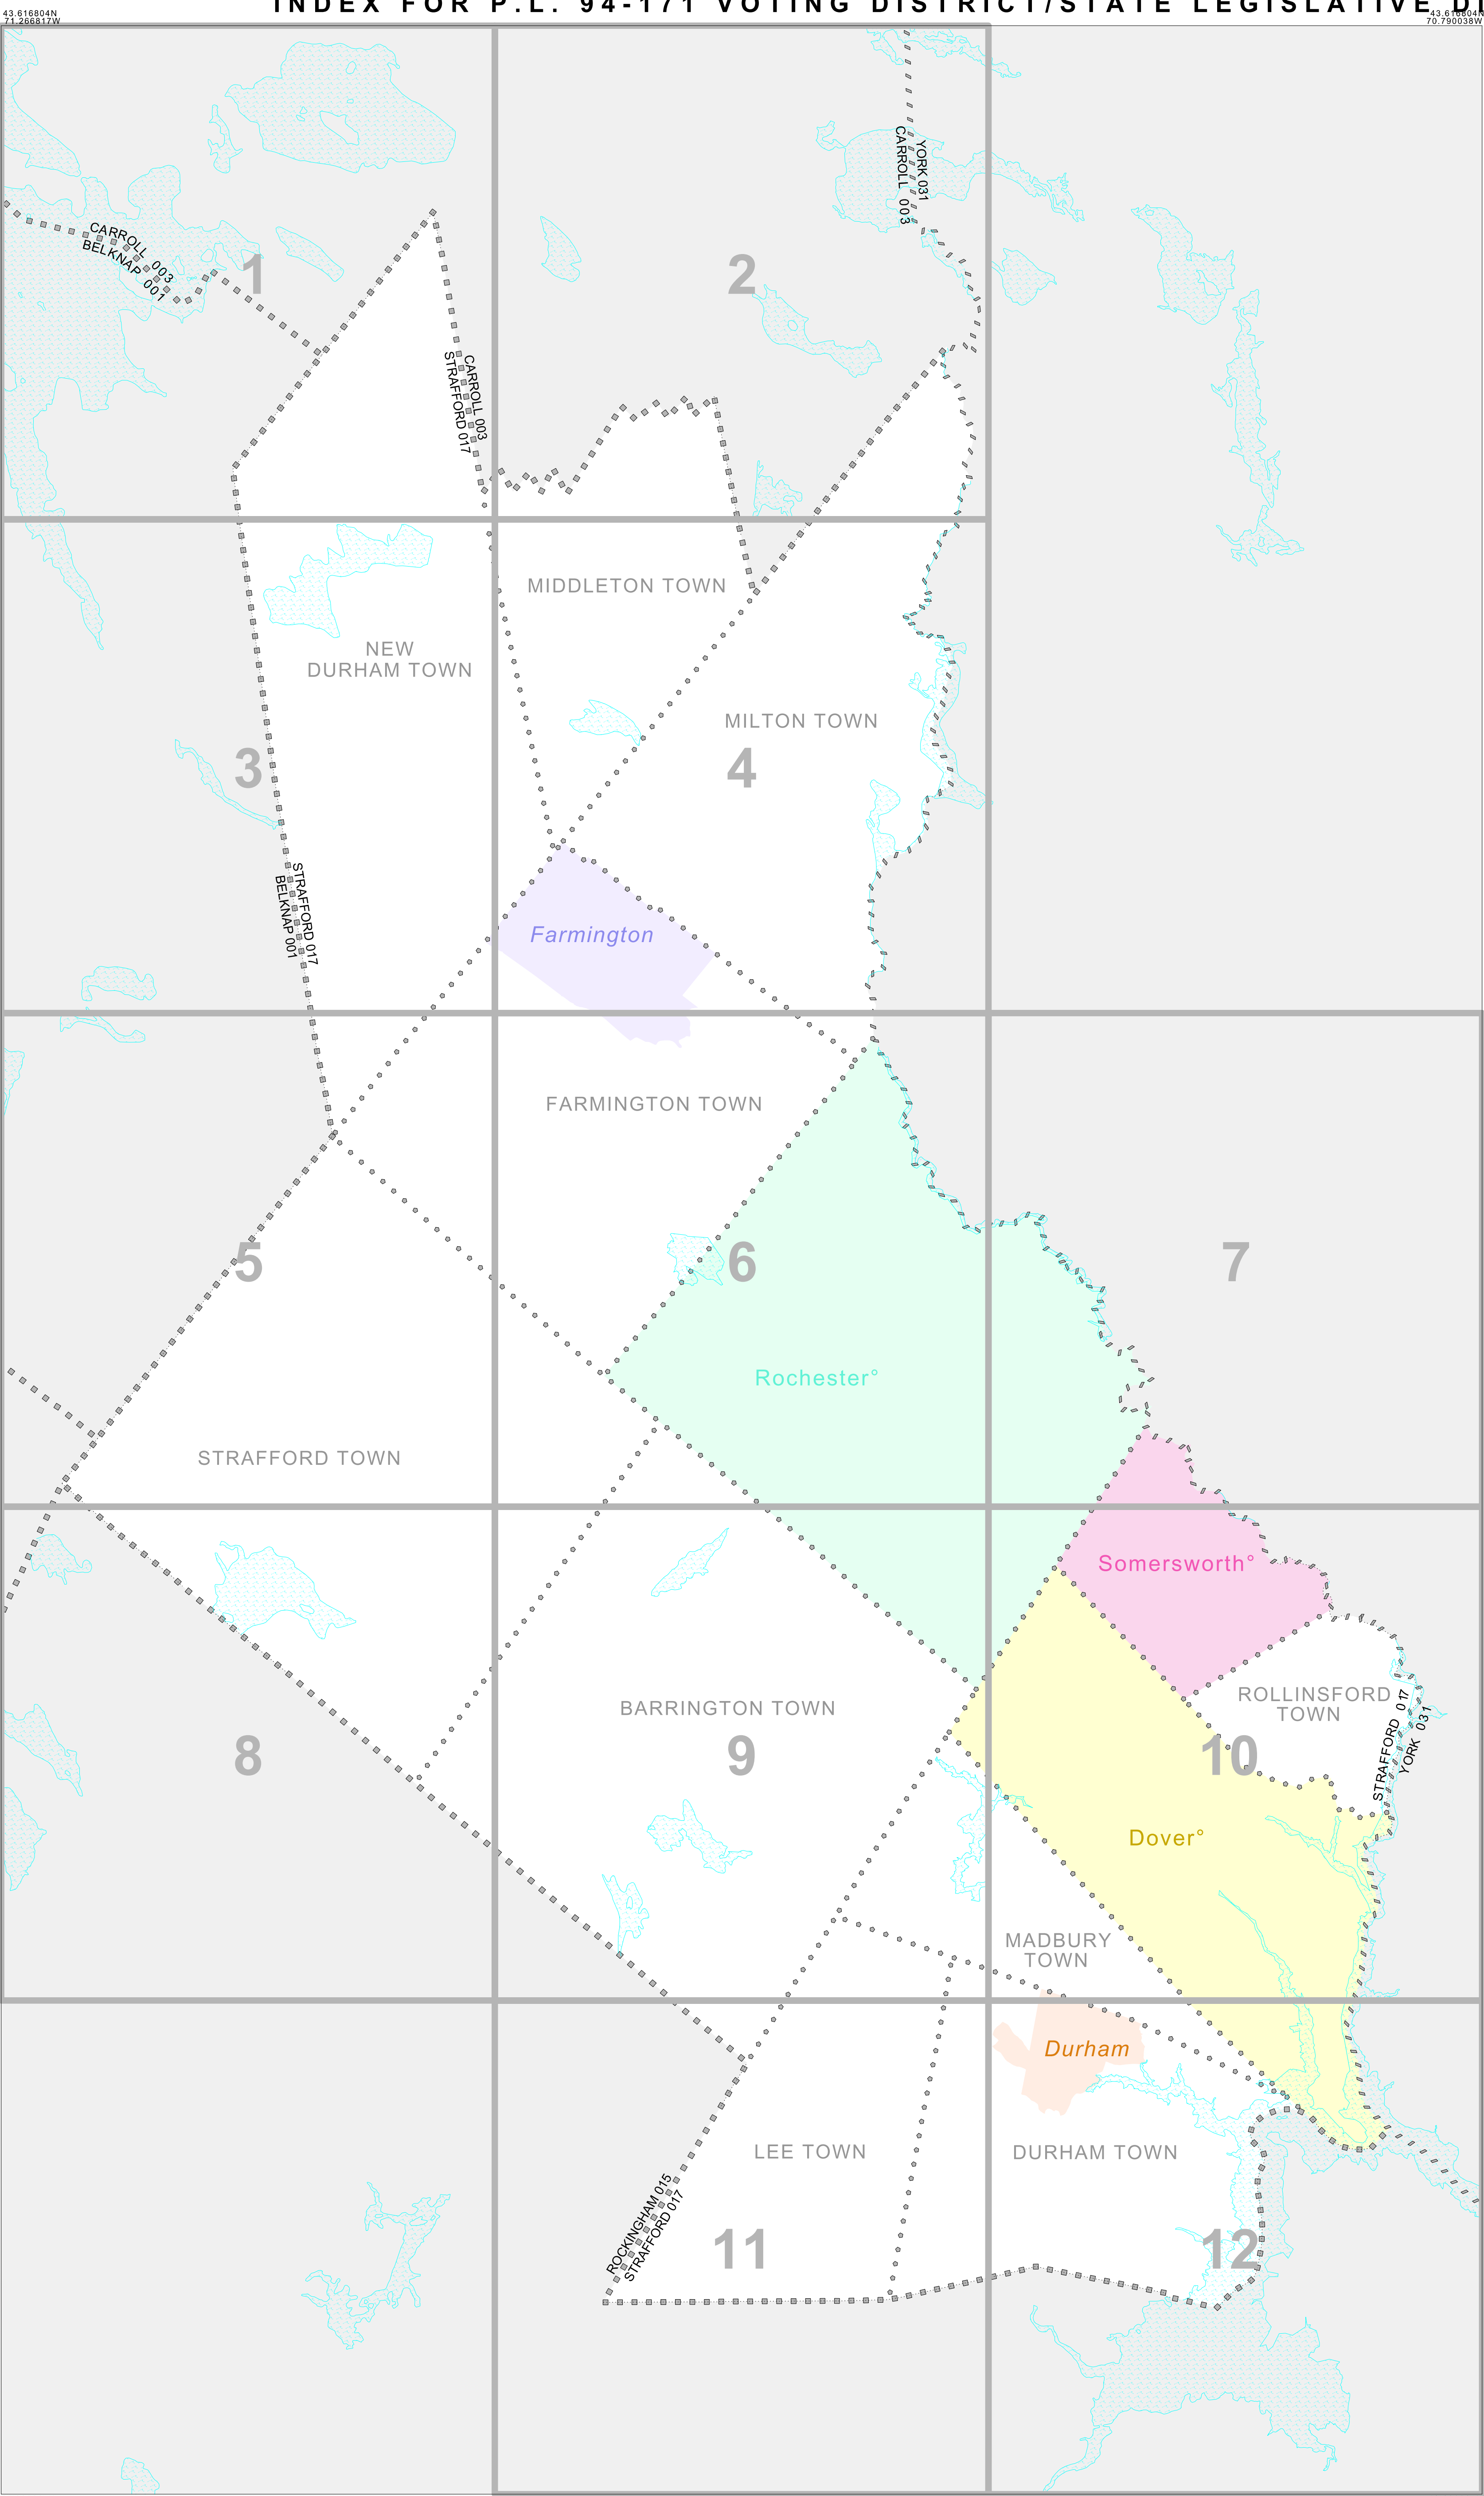 INDEX FOR P.L. 94-171 VOTING DISTRICT/STATE LEGISLATIVE
43.616804N
71.266817W
43.616804N
70.790038W
CARROLL 003
YORK 031
CARROLL 003
BELKNAP 001
1
2
CARROLL 003
STRAFFORD 017
MIDDLETON TOWN
NEW
DURHAM TOWN
MILTON TOWN
3
4
STRAFFORD 017
BELKNAP 001
Farmington
FARMINGTON TOWN
5
6
7
Rochester°
STRAFFORD TOWN
Somersworth°
ROLLINSFORD
TOWN
BARRINGTON TOWN
STRAFFORD 017
YORK 031
8
9
10
Dover°
MADBURY
TOWN
Durham
LEE TOWN
DURHAM TOWN
ROCKINGHAM 015
STRAFFORD 017
11
12